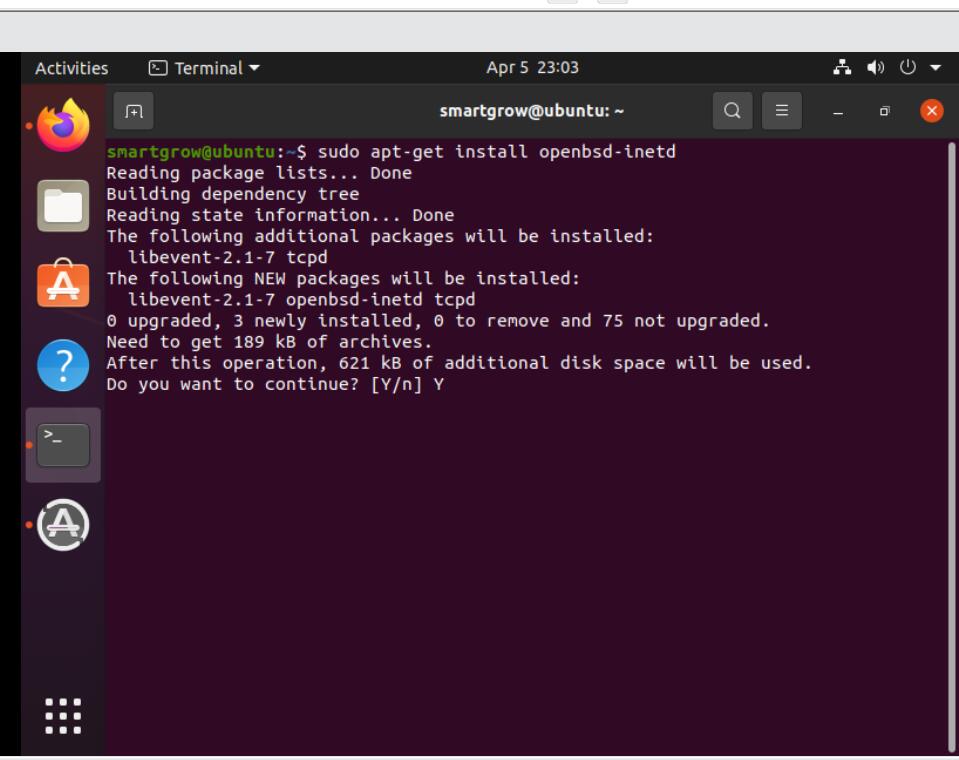 Activities Terminal Apr 5 23:03
smartgrow@ubuntu: ~
smartgrow@ubuntu:~$ sudo apt-get install openbsd-inetd
Reading package lists... Done
Building dependency tree
Reading state information... Done
The following additional packages will be installed:
  libevent-2.1-7 tcpd
The following NEW packages will be installed:
  libevent-2.1-7 openbsd-inetd tcpd
0 upgraded, 3 newly installed, 0 to remove and 75 not upgraded.
Need to get 189 kB of archives.
After this operation, 621 kB of additional disk space will be used.
Do you want to continue? [Y/n] Y